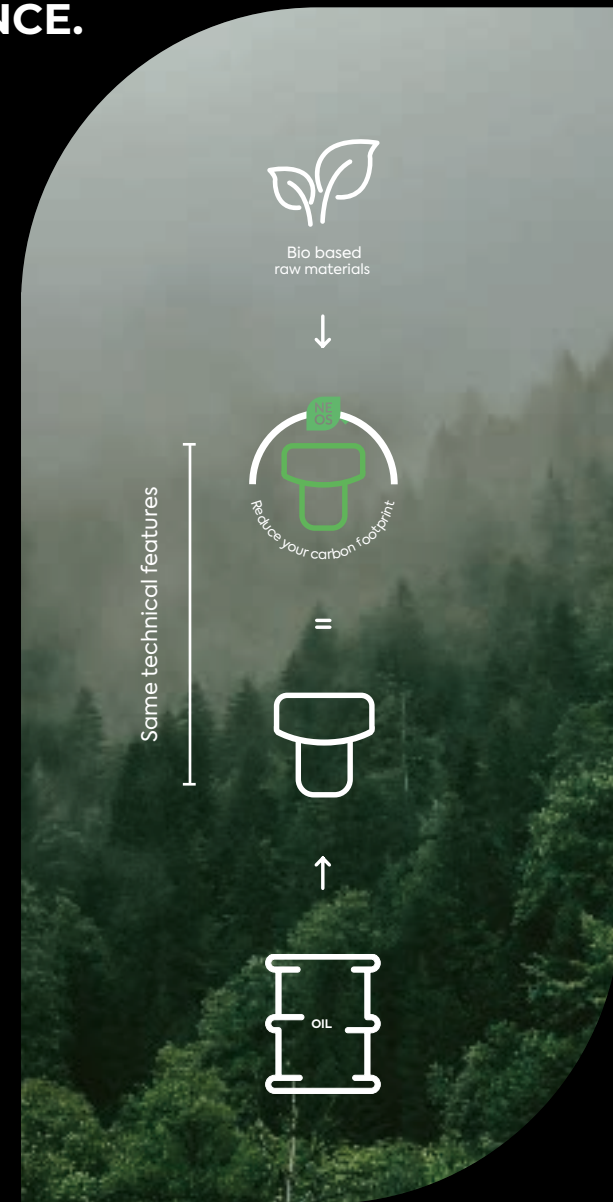 NCE.
Bio based
raw materials
NE
OS
Reduce your carbon footprint
Same technical features
=
OIL